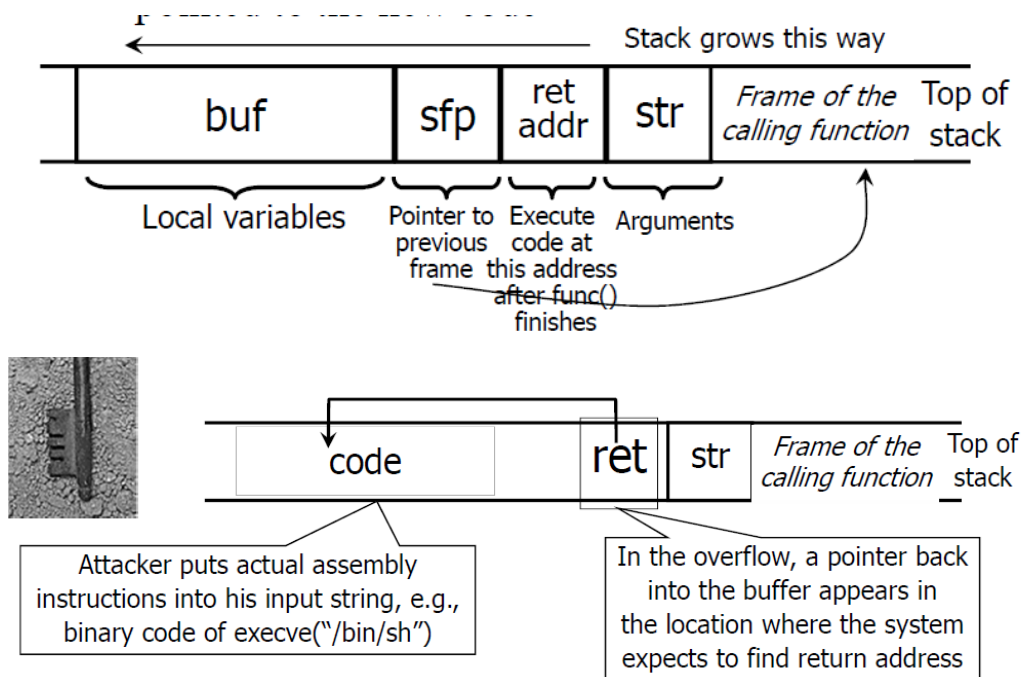 Stack grows this way
buf
sfp
ret
addr
str
Frame of the
calling function
Top of
stack
Local variables
Pointer to
previous
frame
Execute
code at
this address
after func()
finishes
Arguments
code
ret
str
Frame of the
calling function
Top of
stack
Attacker puts actual assembly
instructions into his input string, e.g.,
binary code of execve(“/bin/sh”)
In the overflow, a pointer back
into the buffer appears in
the location where the system
expects to find return address